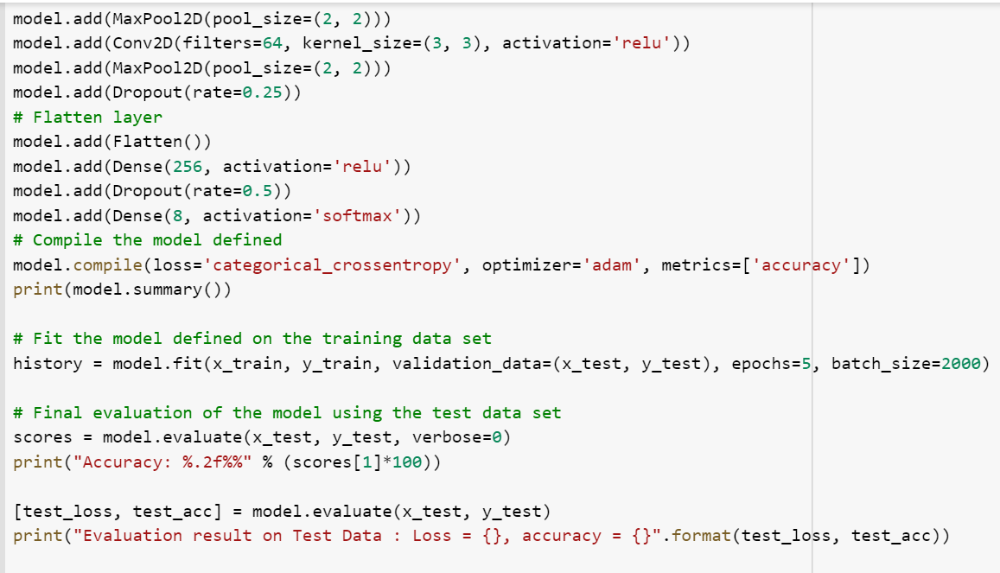 model.add(MaxPool2D(pool_size=(2, 2)))
model.add(Conv2D(filters=64, kernel_size=(3, 3), activation='relu'))
model.add(MaxPool2D(pool_size=(2, 2)))
model.add(Dropout(rate=0.25))
# Flatten layer
model.add(Flatten())
model.add(Dense(256, activation='relu'))
model.add(Dropout(rate=0.5))
model.add(Dense(8, activation='softmax'))
# Compile the model defined
model.compile(loss='categorical_crossentropy', optimizer='adam', metrics=['accuracy'])
print(model.summary())

# Fit the model defined on the training data set
history = model.fit(x_train, y_train, validation_data=(x_test, y_test), epochs=5, batch_size=2000)

# Final evaluation of the model using the test data set
scores = model.evaluate(x_test, y_test, verbose=0)
print("Accuracy: %.2f%%" % (scores[1]*100))

[test_loss, test_acc] = model.evaluate(x_test, y_test)
print("Evaluation result on Test Data : Loss = {}, accuracy = {}".format(test_loss, test_acc))